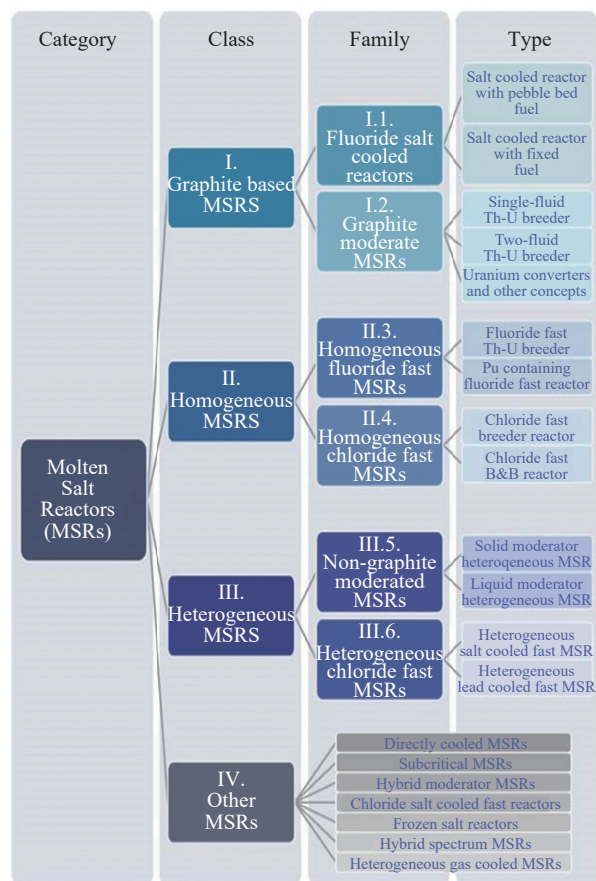 Category
Class
Family
Type
Molten
Salt
Reactors
(MSRs)
I.
Graphite based
MSRS
II.
Homogeneous
MSRS
III.
Heterogeneous
MSRS
IV.
Other
MSRs
I.1.
Fluoride salt
cooled
reactors
I.2.
Graphite
moderate
MSRs
II.3.
Homogeneous
fluoride fast
MSRs
II.4.
Homogeneous
chloride fast
MSRs
III.5.
Non-graphite
moderated
MSRs
III.6.
Heterogeneous
chloride fast
MSRs
Salt cooled reactor
with pebble bed
fuel
Salt cooled reactor
with fixed
fuel
Single-fluid
Th-U breeder
Two-fluid
Th-U breeder
Uranium converters
and other concepts
Fluoride fast
Th-U breeder
Pu containing
fluoride fast reactor
Chloride fast
breeder reactor
Chloride fast
B&B reactor
Solid moderator
heteroqeneous MSR
Liquid moderator
heterogeneous MSR
Heterogeneous
salt cooled fast MSR
Heterogeneous
lead cooled fast MSR
Directly cooled MSRs
Subcritical MSRs
Hybrid moderator MSRs
Chloride salt cooled fast reactors
Frozen salt reactors
Hybrid spectrum MSRs
Heterogeneous gas cooled MSRs